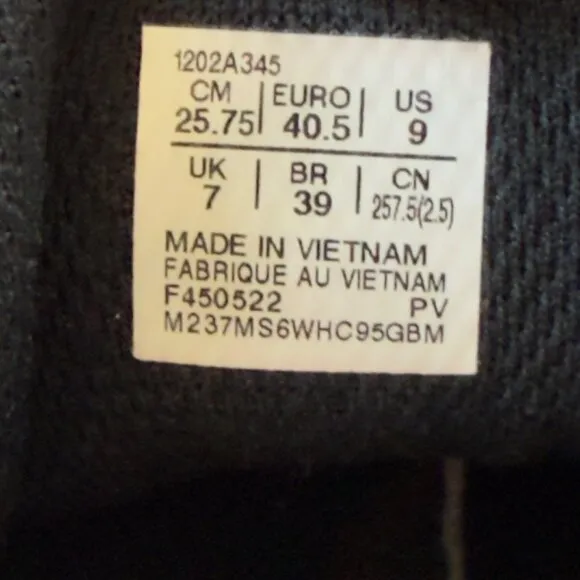 1202A345
CM | EURO | US
25.75 | 40.5 | 9
UK | BR | CN
7 | 39 | 257.5(2.5)
MADE IN VIETNAM
FABRIQUE AU VIETNAM
F450522 PV
M237MS6WHC95GBM